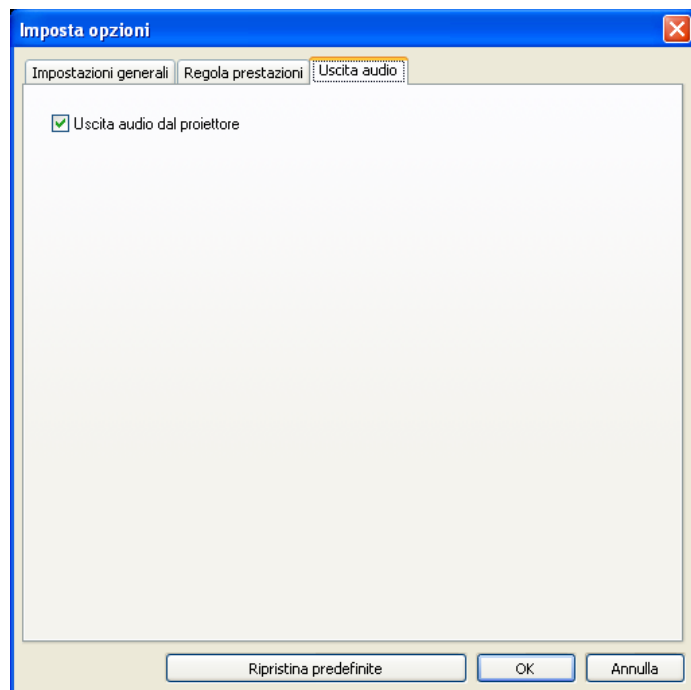 Imposta opzioni
Impostazioni generali Regola prestazioni Uscita audio
Uscita audio dal proiettore
Ripristina predefinite OK Annulla